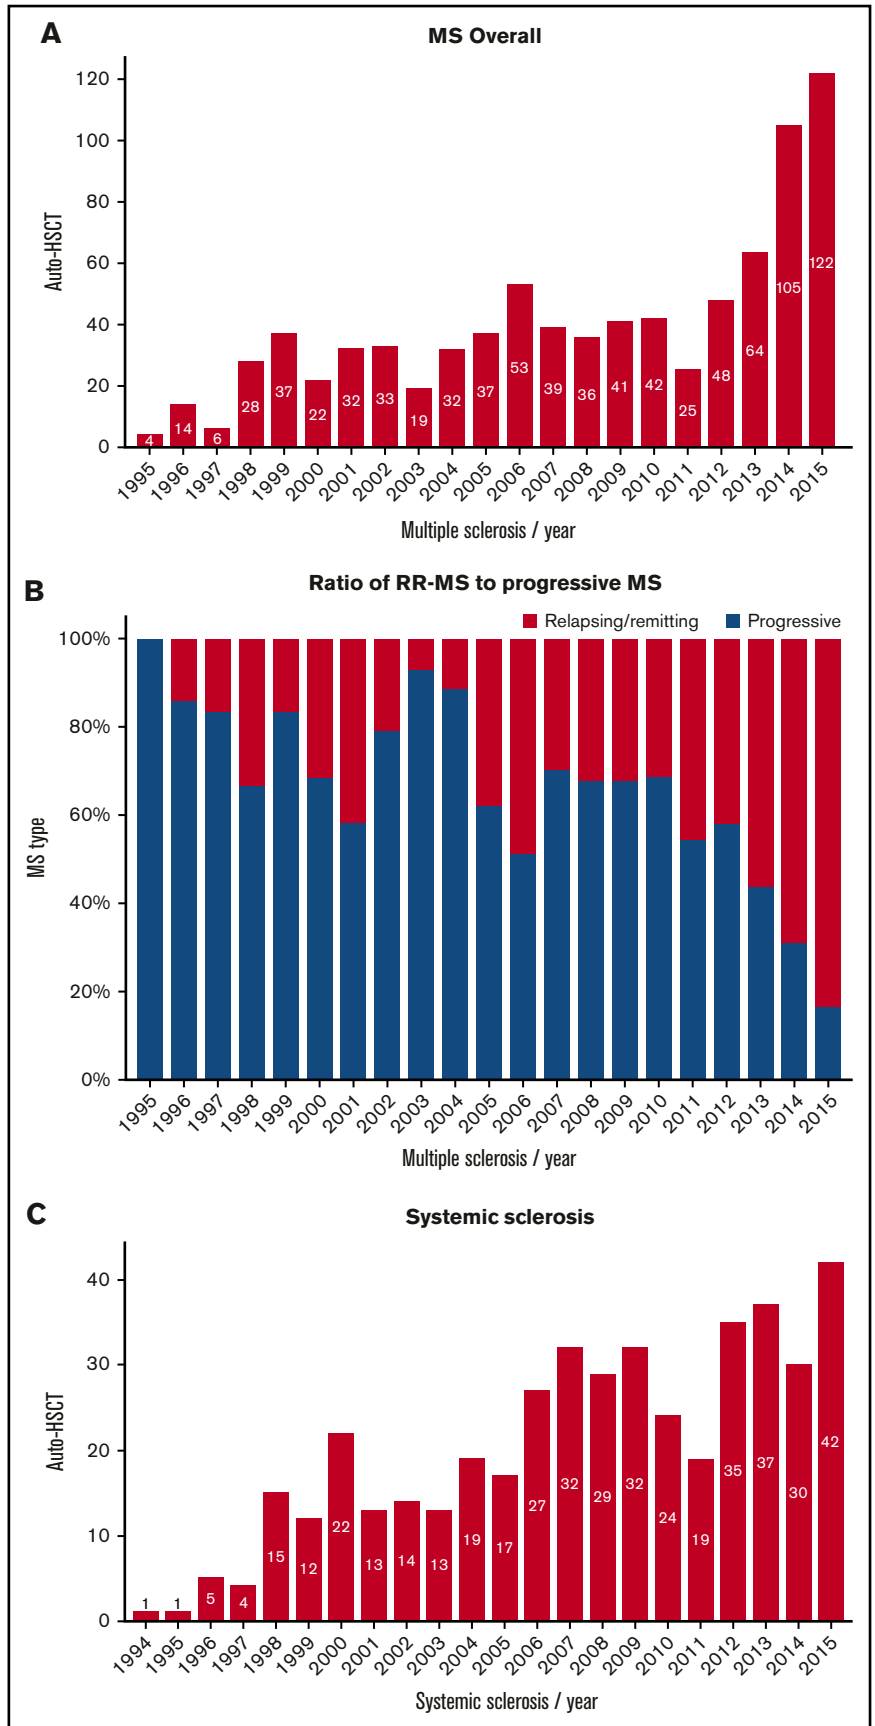 A
MS Overall
120
100
80
60
40
20
0
Auto-HSCT
4 14 6 28 37 22 32 33 19 32 37 53 39 36 41 42 25 48 64 105 122
1995 1996 1997 1998 1999 2000 2001 2002 2003 2004 2005 2006 2007 2008 2009 2010 2011 2012 2013 2014 2015
Multiple sclerosis / year
B
Ratio of RR-MS to progressive MS
Relapsing/remitting Progressive
100%
80%
60%
40%
20%
0%
MS type
1995 1996 1997 1998 1999 2000 2001 2002 2003 2004 2005 2006 2007 2008 2009 2010 2011 2012 2013 2014 2015
Multiple sclerosis / year
C
Systemic sclerosis
40
30
20
10
0
Auto-HSCT
1 1 5 4 15 12 22 13 14 13 19 17 27 32 29 32 24 19 35 37 30 42
1994 1995 1996 1997 1998 1999 2000 2001 2002 2003 2004 2005 2006 2007 2008 2009 2010 2011 2012 2013 2014 2015
Systemic sclerosis / year